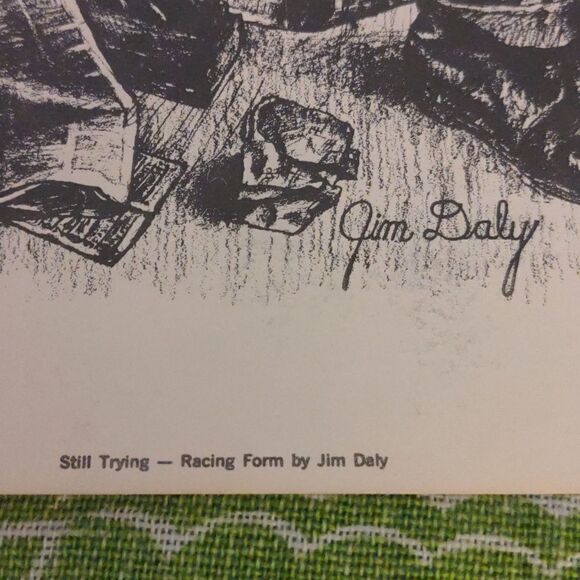 Jim Daly
Still Trying — Racing Form by Jim Daly